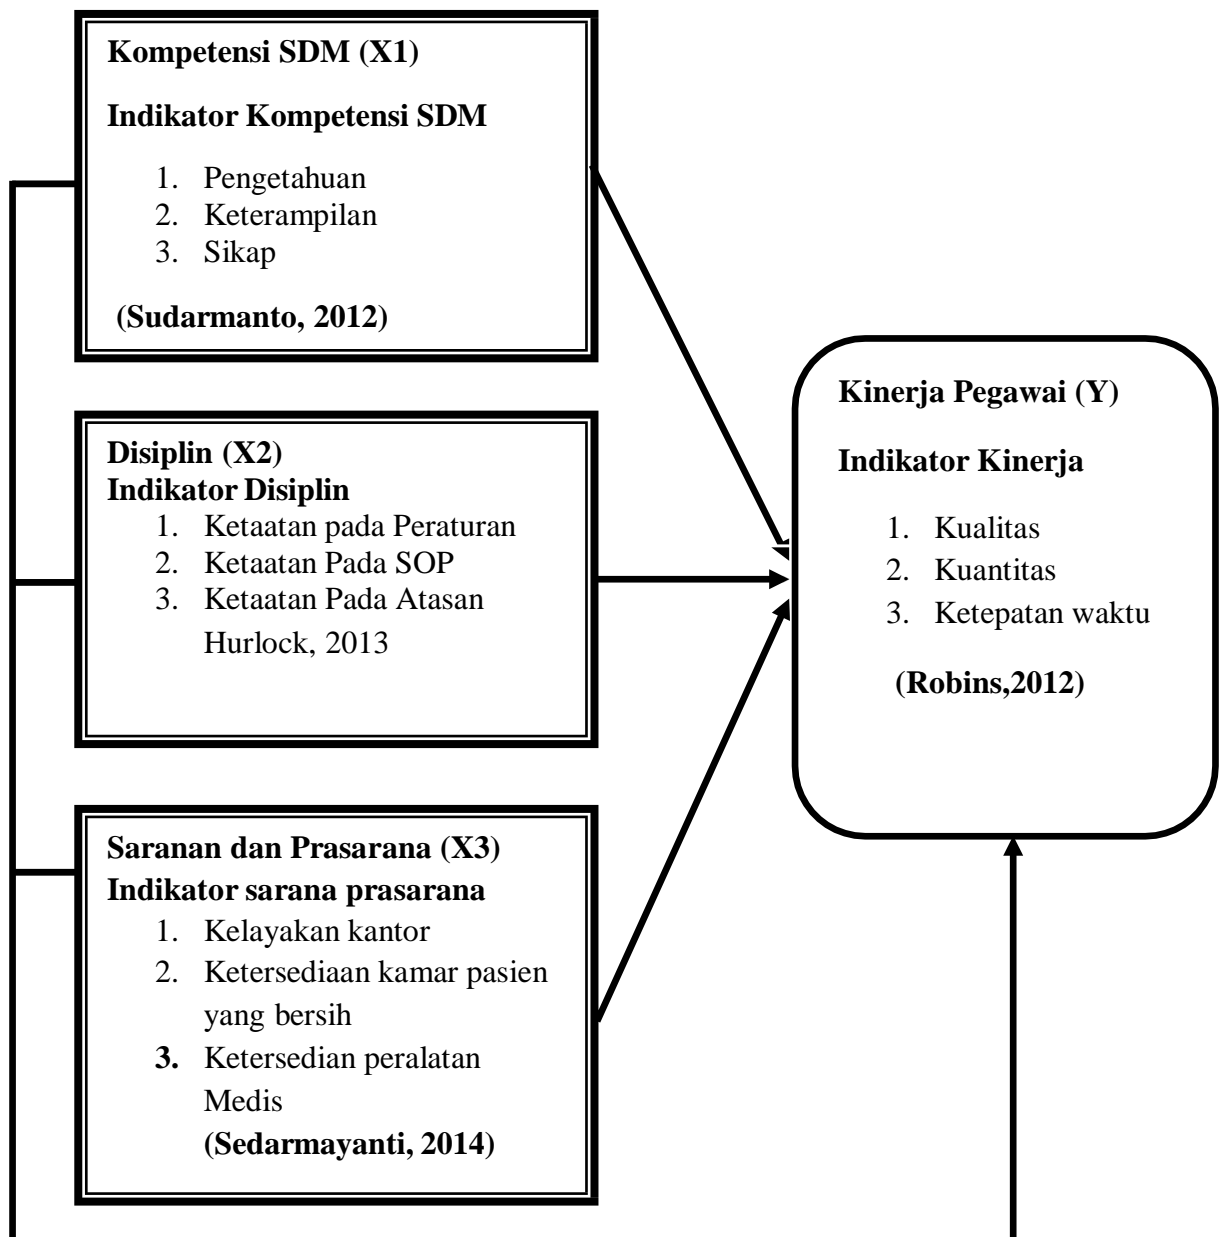 Kompetensi SDM (X1)
Indikator Kompetensi SDM
1. Pengetahuan
2. Keterampilan
3. Sikap
(Sudarmanto, 2012)
Disiplin (X2)
Indikator Disiplin
1. Ketaatan pada Peraturan
2. Ketaatan Pada SOP
3. Ketaatan Pada Atasan
Hurlock, 2013
Saranan dan Prasarana (X3)
Indikator sarana prasarana
1. Kelayakan kantor
2. Ketersediaan kamar pasien
yang bersih
3. Ketersedian peralatan
Medis
(Sedarmayanti, 2014)
Kinerja Pegawai (Y)
Indikator Kinerja
1. Kualitas
2. Kuantitas
3. Ketepatan waktu
(Robins,2012)